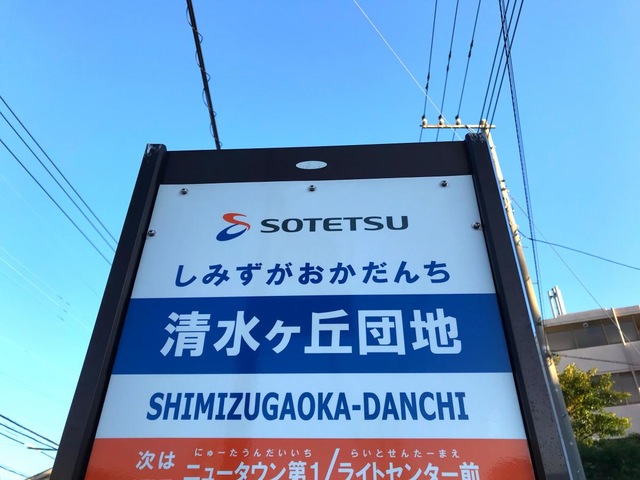 SOTETSU
しみずがおかだんち
清水ヶ丘団地
SHIMIZUGAOKA-DANCHI
にゅーたうんだいいち らいとせんたーまえ
次は ニュータウン第1/ライトセンター前